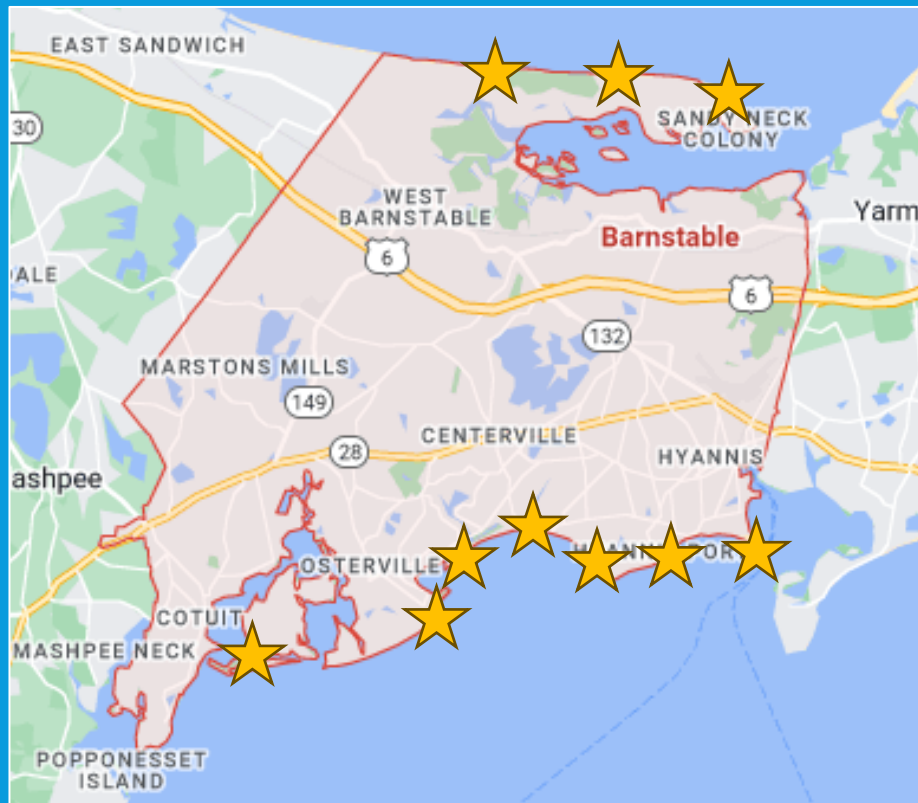 EAST SANDWICH
30
SANDY NECK
COLONY
WEST
BARNSTABLE
Yarm
Barnstable
6
DALE
6
132
MARSTONS MILLS
149
CENTERVILLE
28
HYANNIS
ashpee
OSTERVILLE
COTUIT
MASHPEE NECK
POPPONESSET
ISLAND